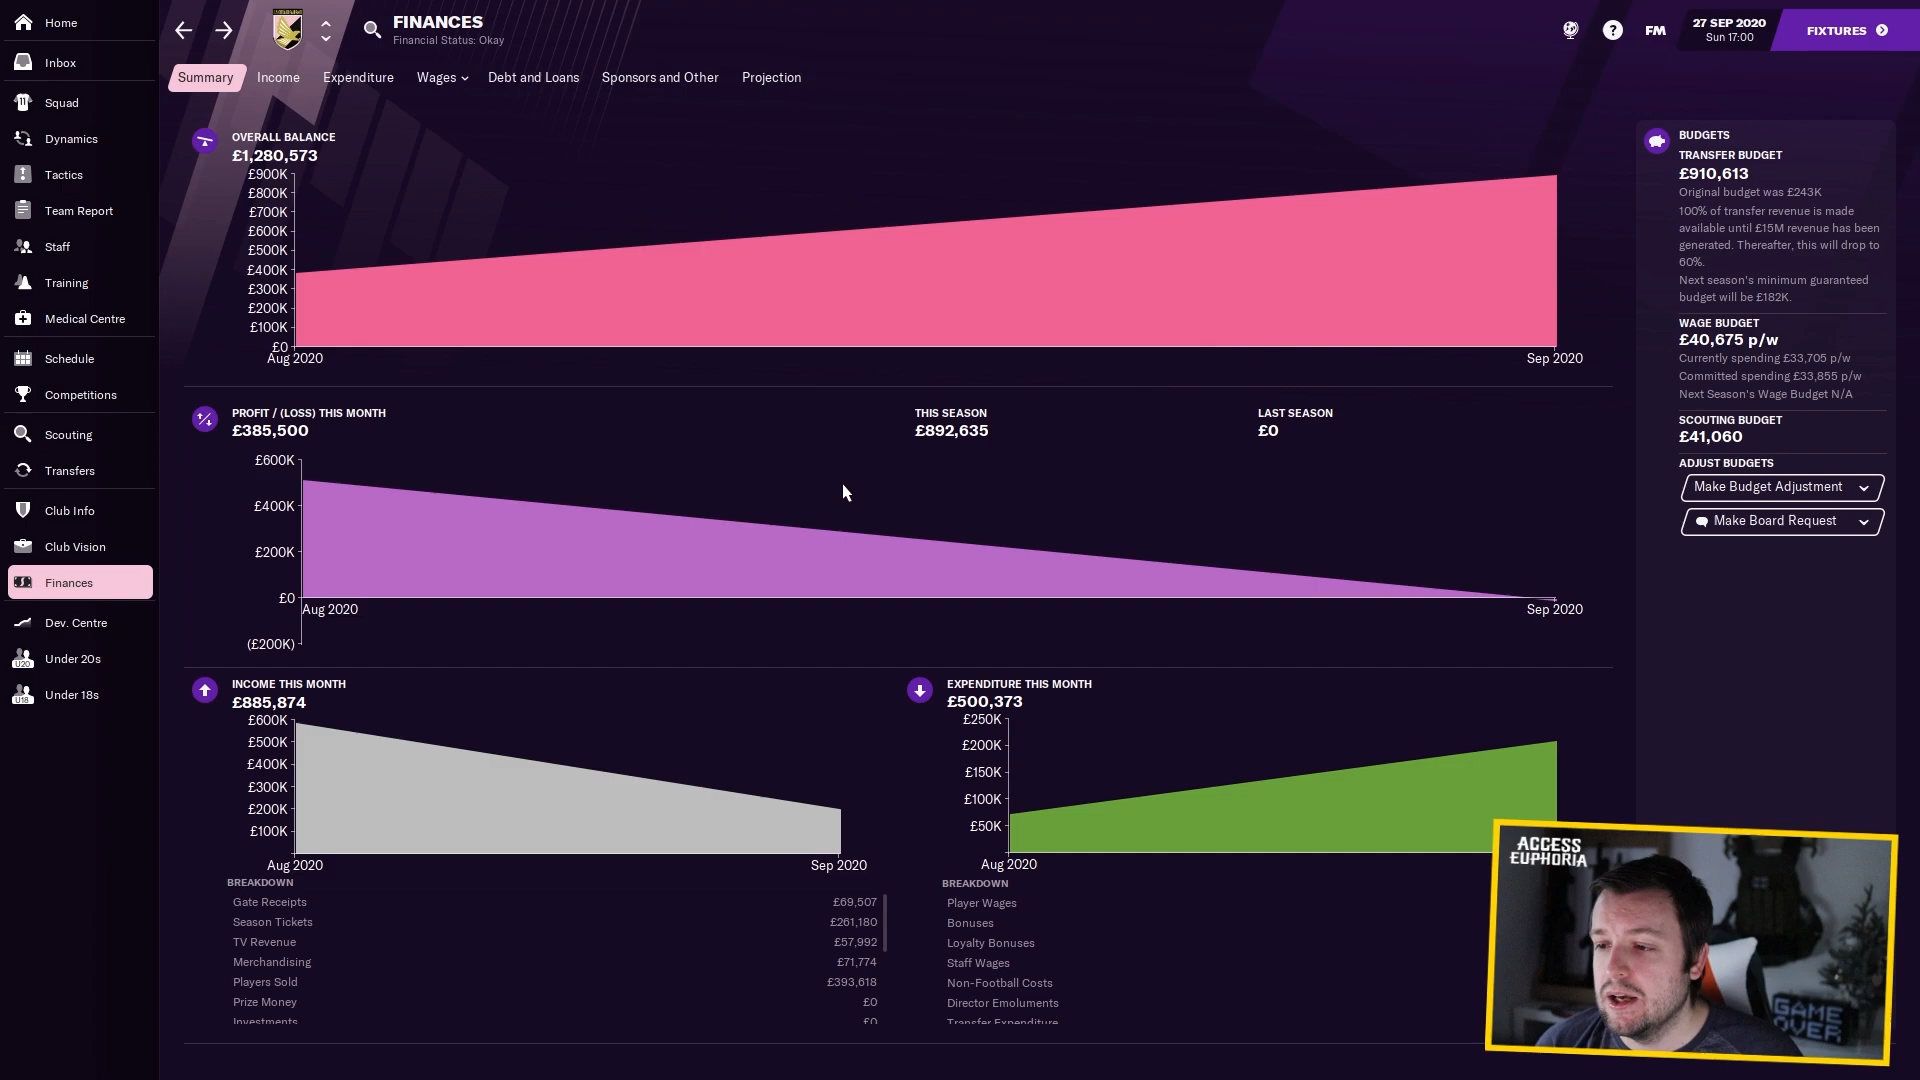 Home
Inbox
Squad
Dynamics
Tactics
Team Report
Staff
Training
Medical Centre
Schedule
Competitions
Scouting
Transfers
Club Info
Club Vision
Finances
Dev. Centre
U20
Under 20s
U18
Under 18s
FINANCES
Financial Status: Okay
?
FM
27 SEP 2020
Sun 17:00
FIXTURES
Summary
Income
Expenditure
Wages
Debt and Loans
Sponsors and Other
Projection
OVERALL BALANCE
£1,280,573
£900K
£800K
£700K
£600K
£500K
£400K
£300K
£200K
£100K
£0
Aug 2020
Sep 2020
PROFIT / (LOSS) THIS MONTH
£385,500
THIS SEASON
£892,635
LAST SEASON
£0
£600K
£400K
£200K
£0
(£200K)
Aug 2020
Sep 2020
INCOME THIS MONTH
£885,874
£600K
£500K
£400K
£300K
£200K
£100K
Aug 2020
Sep 2020
BREAKDOWN
Gate Receipts £69,507
Season Tickets £261,180
TV Revenue £57,992
Merchandising £71,774
Players Sold £393,618
Prize Money £0
Investments £0
EXPENDITURE THIS MONTH
£500,373
£250K
£200K
£150K
£100K
£50K
Aug 2020
BREAKDOWN
Player Wages
Bonuses
Loyalty Bonuses
Staff Wages
Non-Football Costs
Director Emoluments
Transfer Expenditure
BUDGETS
TRANSFER BUDGET
£910,613
Original budget was £243K
100% of transfer revenue is made
available until £15M revenue has been
generated. Thereafter, this will drop to
60%.
Next season's minimum guaranteed
budget will be £182K.
WAGE BUDGET
£40,675 p/w
Currently spending £33,705 p/w
Committed spending £33,855 p/w
Next Season's Wage Budget N/A
SCOUTING BUDGET
£41,060
ADJUST BUDGETS
Make Budget Adjustment
Make Board Request
ACCESS
EUPHORIA
GAME
OVER